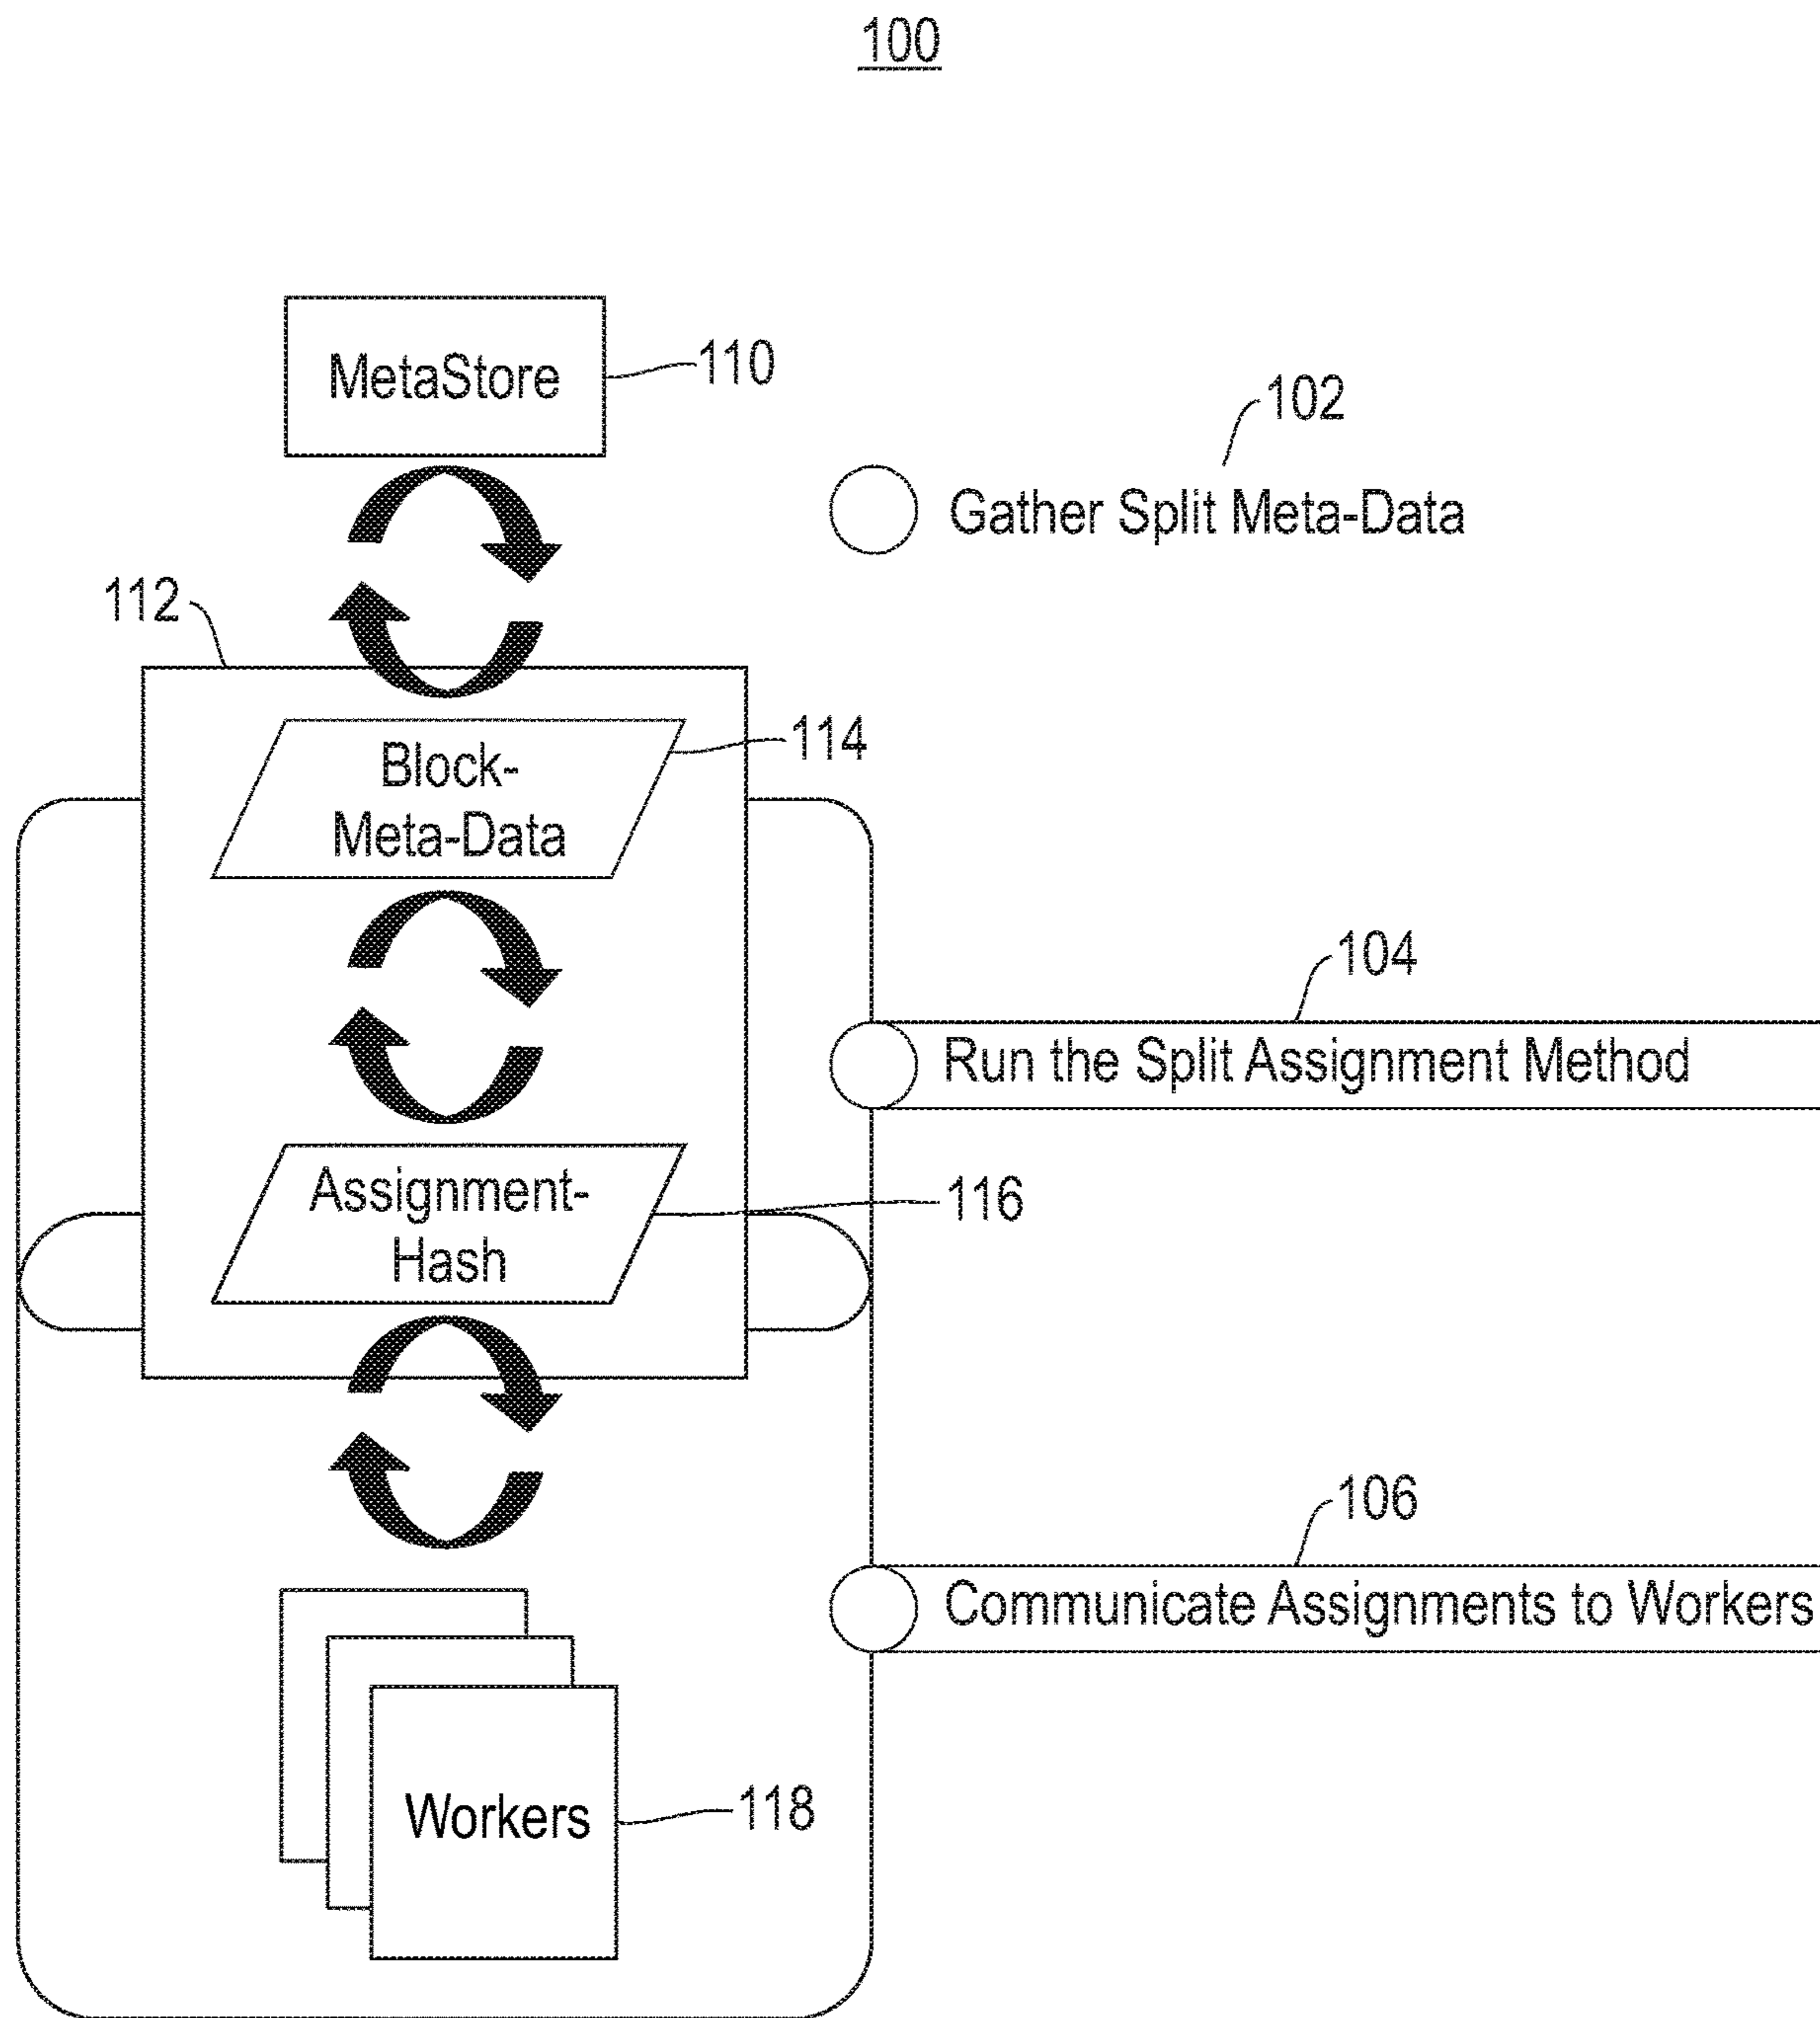 100
MetaStore
110
102
Gather Split Meta-Data
112
Block-
Meta-Data
114
104
Run the Split Assignment Method
Assignment-
Hash
116
106
Communicate Assignments to Workers
Workers
118